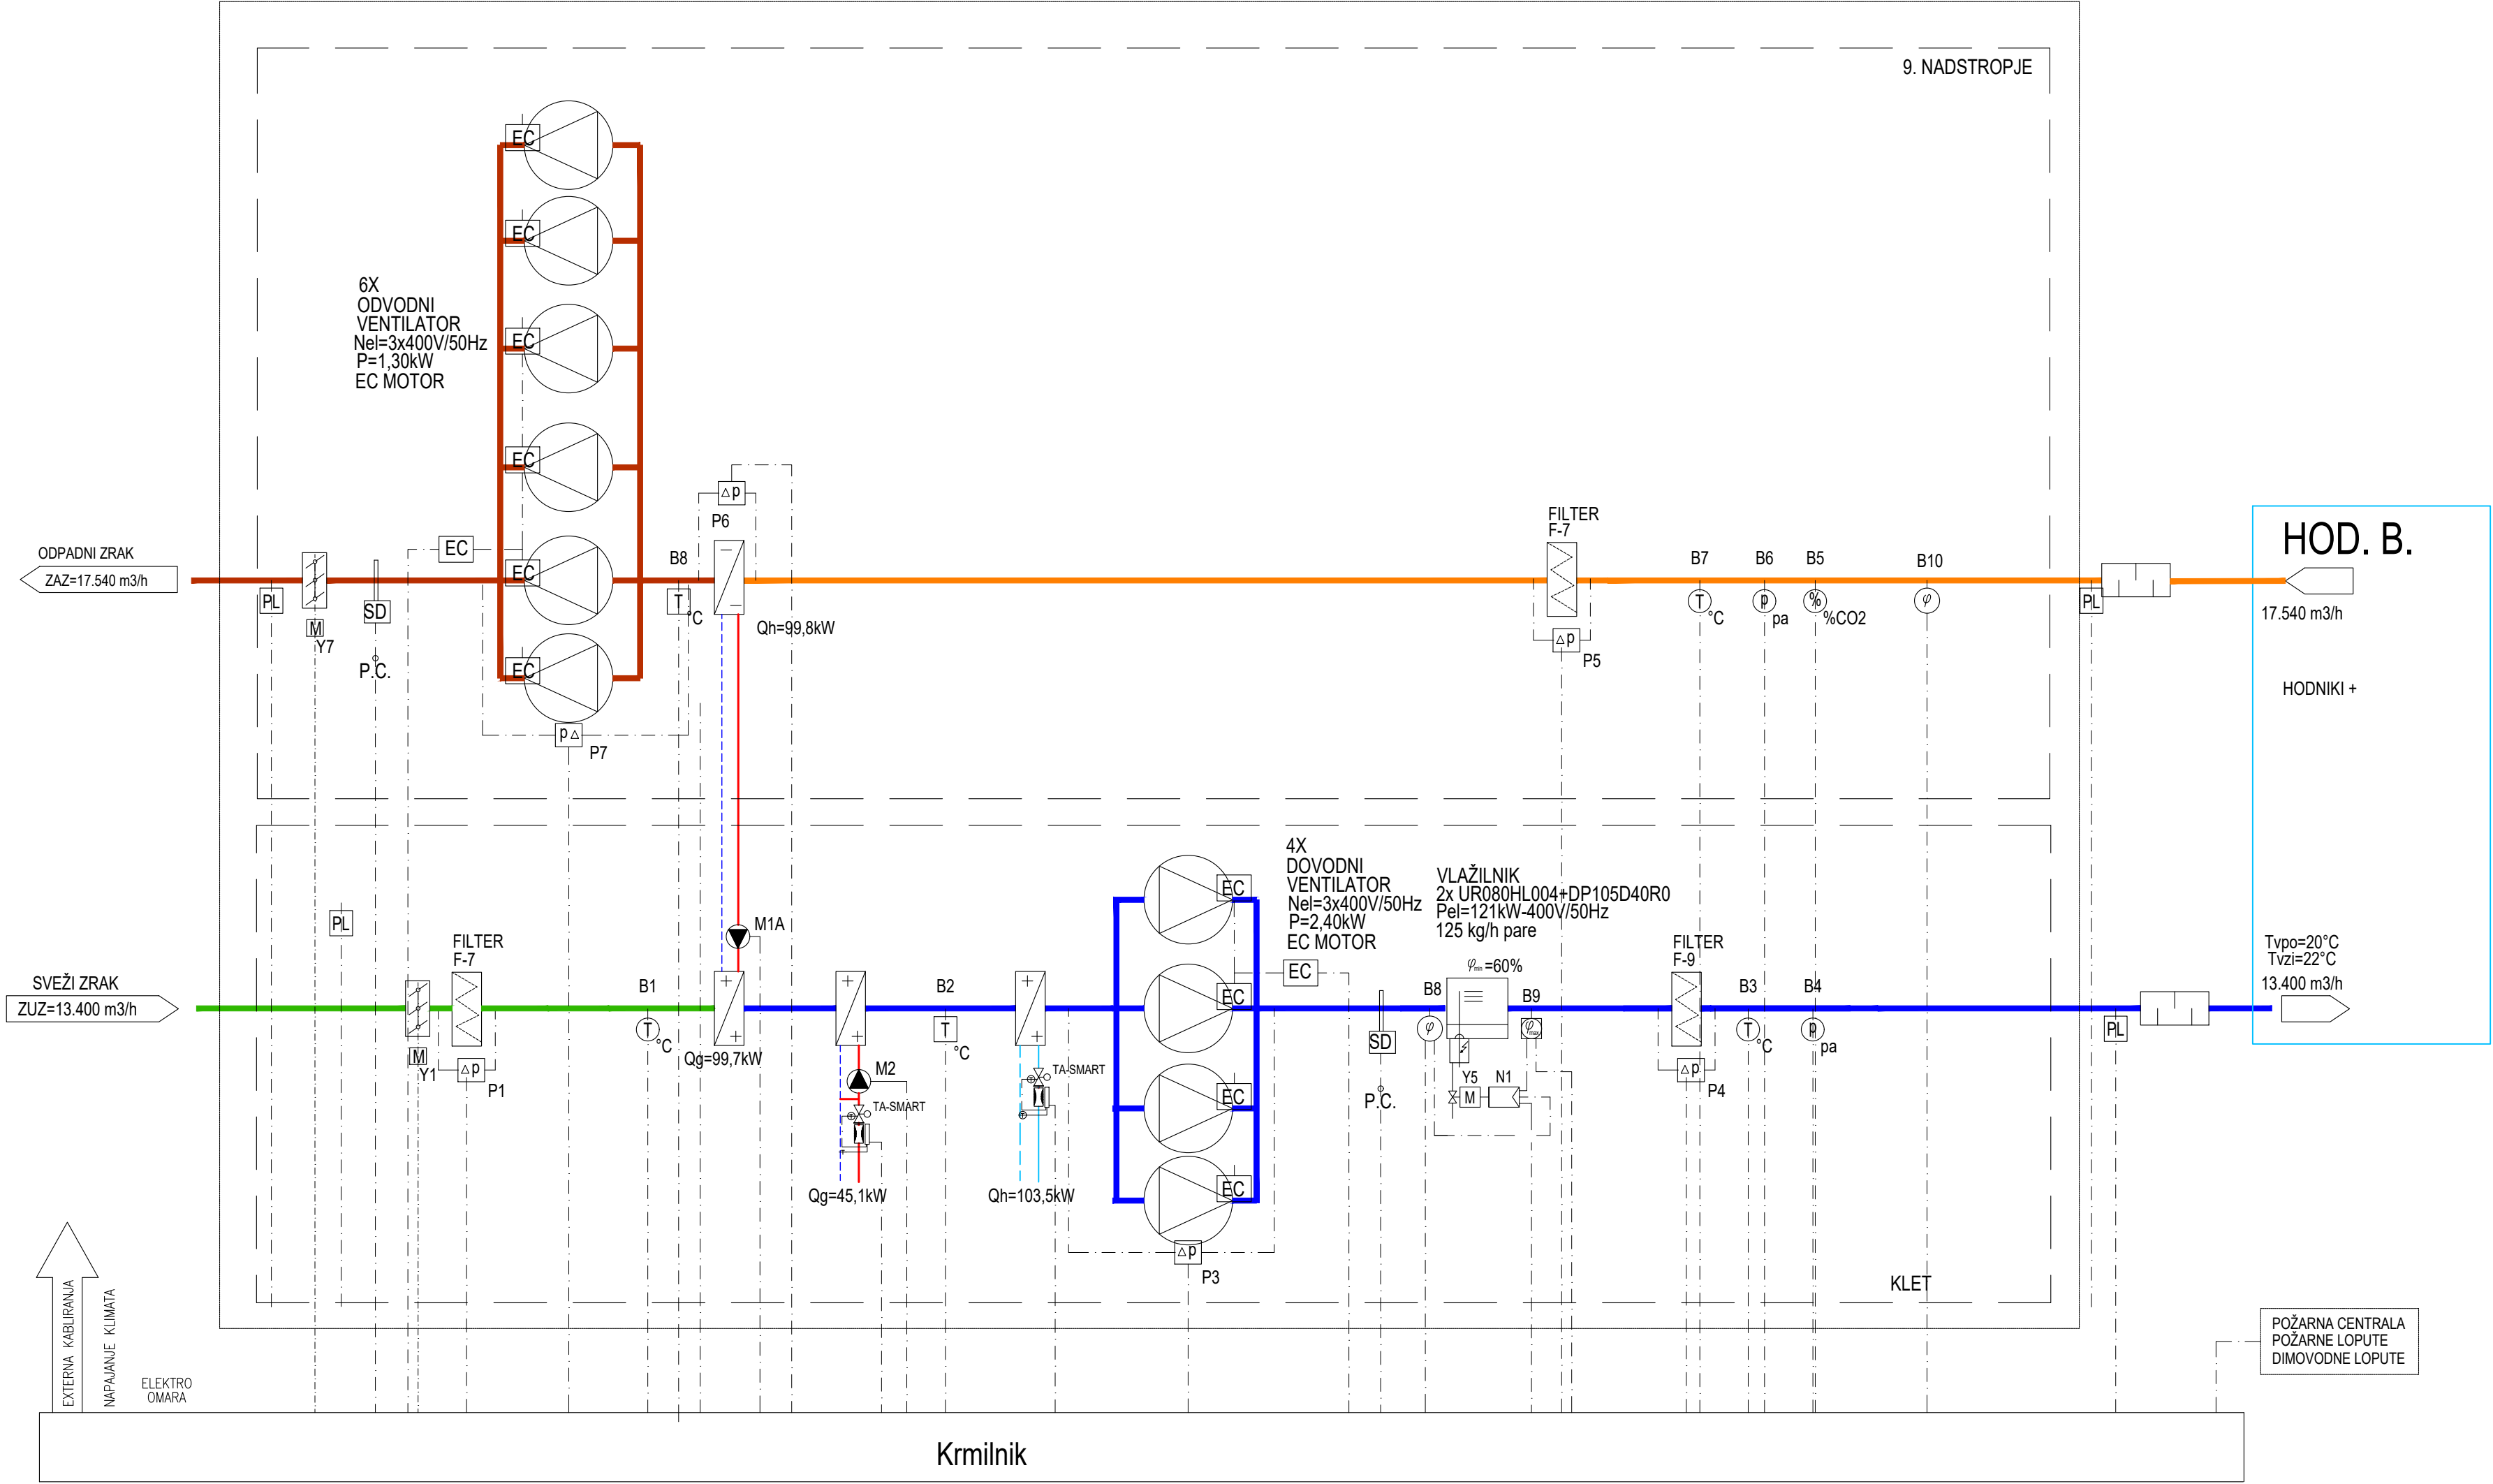 9. NADSTROPJE
EC
EC
EC
EC
EC
EC
6X
ODVODNI
VENTILATOR
Nel=3x400V/50Hz
P=1,30kW
EC MOTOR
EC
△p
P6
p△
P7
ODPADNI ZRAK
ZAZ=17.540 m3/h
PL
M
Y7
SD
P.C.
B8
T
°C
Qh=99,8kW
FILTER
F-7
△p
P5
B7
T
°C
B6
p
pa
B5
%
%CO2
B10
φ
PL
HOD. B.
17.540 m3/h
HODNIKI +
Tvpo=20°C
Tvzi=22°C
13.400 m3/h
SVEŽI ZRAK
ZUZ=13.400 m3/h
PL
M
Y1
FILTER
F-7
△p
P1
B1
T
°C
M1A
Qg=99,7kW
M2
TA-SMART
Qg=45,1kW
B2
T
°C
TA-SMART
Qh=103,5kW
4X
DOVODNI
VENTILATOR
Nel=3x400V/50Hz
P=2,40kW
EC MOTOR
EC
EC
EC
EC
EC
△p
P3
SD
P.C.
VLAŽILNIK
2x UR080HL004+DP105D40R0
Pel=121kW-400V/50Hz
125 kg/h pare
φmin=60%
B8
φ
B9
φmax
Y5
M
N1
FILTER
F-9
△p
P4
B3
T
°C
B4
p
pa
PL
KLET
EXTERNA KABLIRANJA
NAPAJANJE KLIMATA
ELEKTRO
OMARA
POŽARNA CENTRALA
POŽARNE LOPUTE
DIMOVODNE LOPUTE
Krmilnik